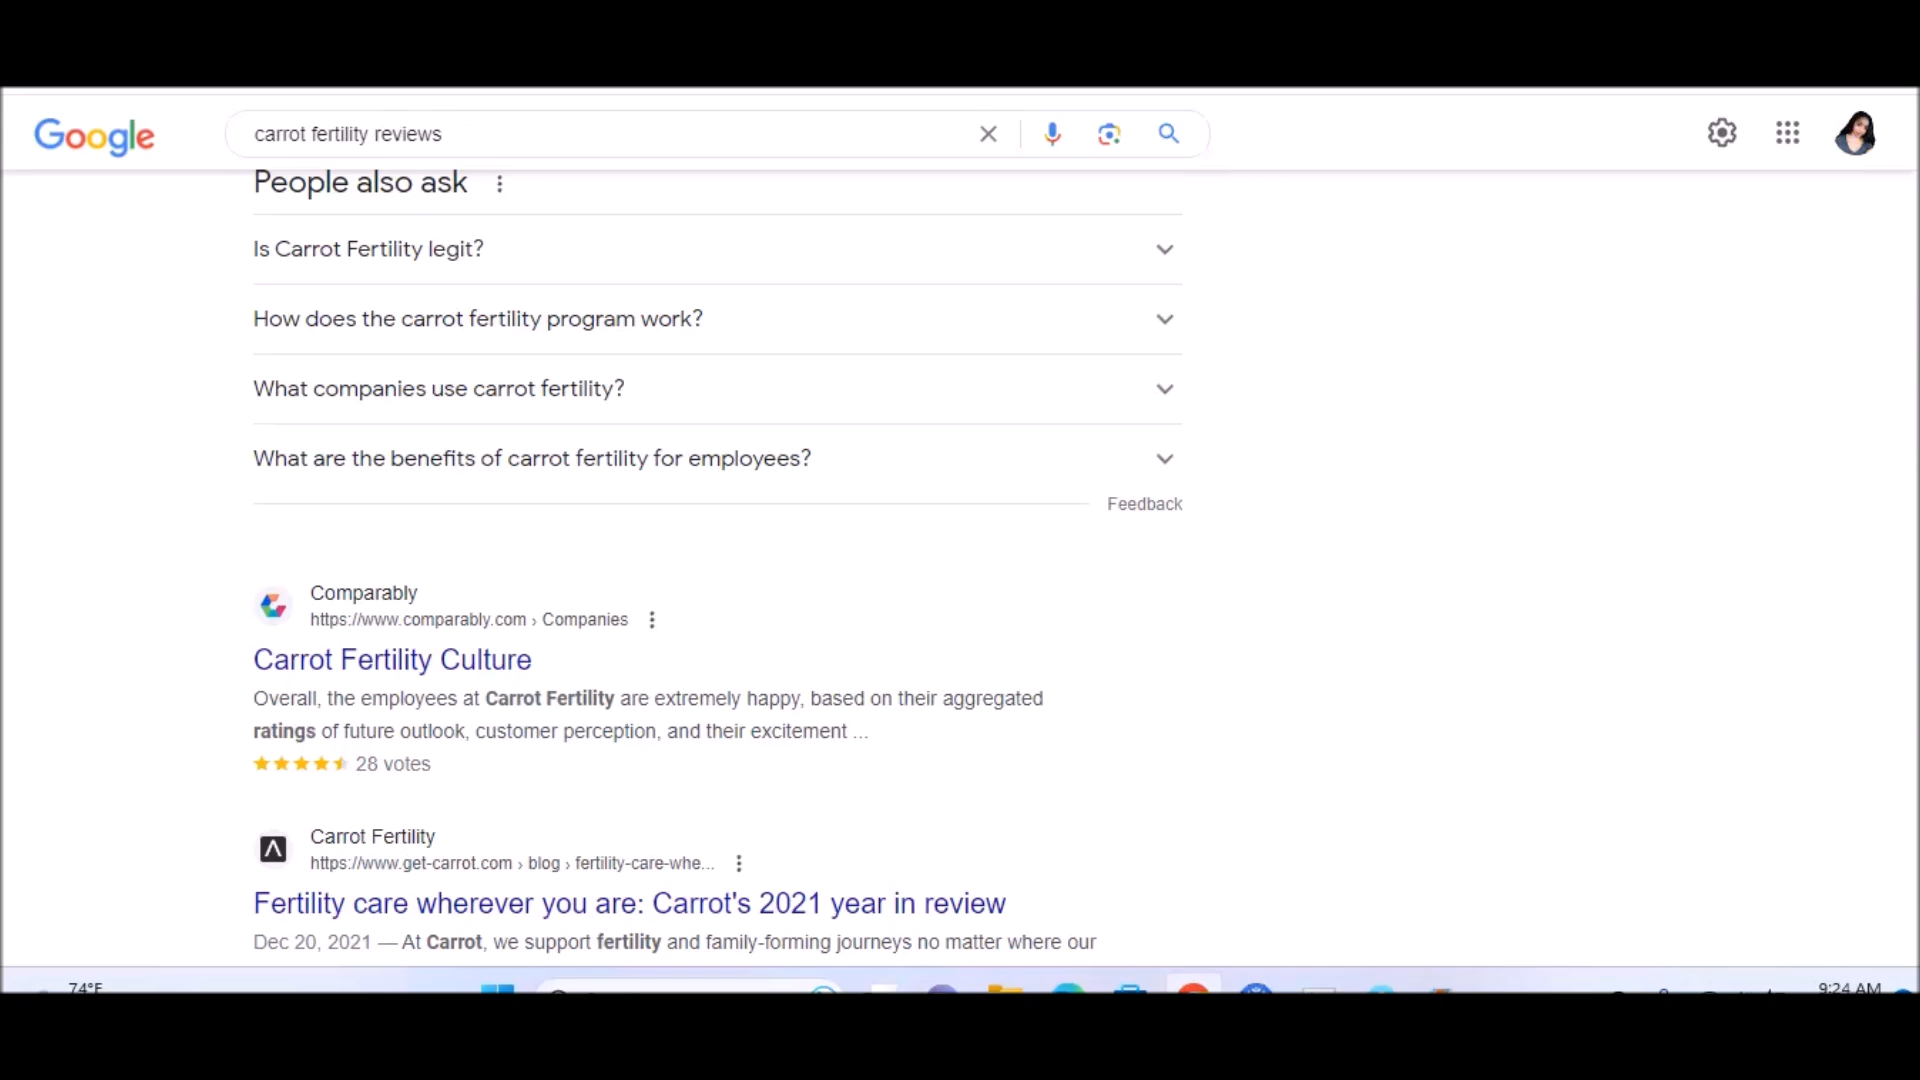 Google
carrot fertility reviews
People also ask
Is Carrot Fertility legit?
How does the carrot fertility program work?
What companies use carrot fertility?
What are the benefits of carrot fertility for employees?
Feedback
Comparably
https://www.comparably.com › Companies
Carrot Fertility Culture
Overall, the employees at Carrot Fertility are extremely happy, based on their aggregated
ratings of future outlook, customer perception, and their excitement ...
28 votes
Carrot Fertility
https://www.get-carrot.com › blog › fertility-care-whe...
Fertility care wherever you are: Carrot's 2021 year in review
Dec 20, 2021 — At Carrot, we support fertility and family-forming journeys no matter where our
74°F
9:24 AM